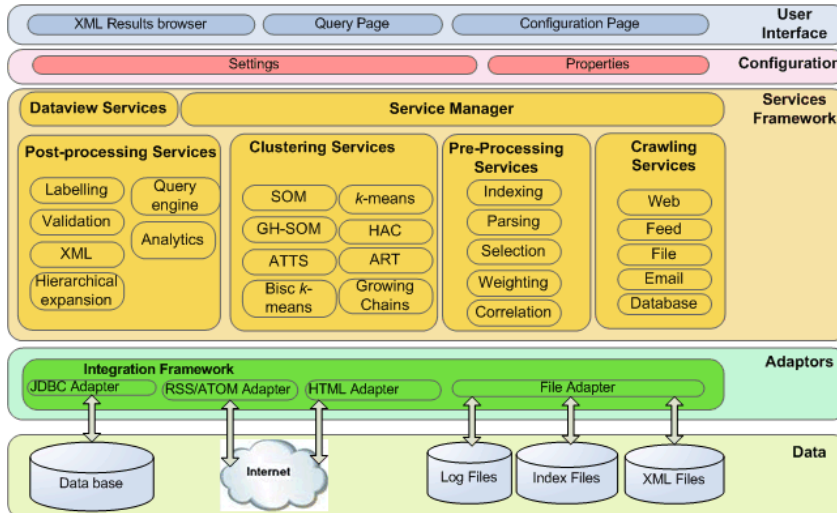 XML Results browser
Query Page
Configuration Page
User
Interface
Settings
Properties
Configuration
Dataview Services
Service Manager
Services
Framework
Post-processing Services
Labelling
Query
engine
Validation
Analytics
XML
Hierarchical
expansion
Clustering Services
SOM
k-means
GH-SOM
HAC
ATTS
ART
Bisc k-
means
Growing
Chains
Pre-Processing
Services
Indexing
Parsing
Selection
Weighting
Correlation
Crawling
Services
Web
Feed
File
Email
Database
Adaptors
Integration Framework
JDBC Adapter
RSS/ATOM Adapter
HTML Adapter
File Adapter
Data
Data base
Internet
Log Files
Index Files
XML Files